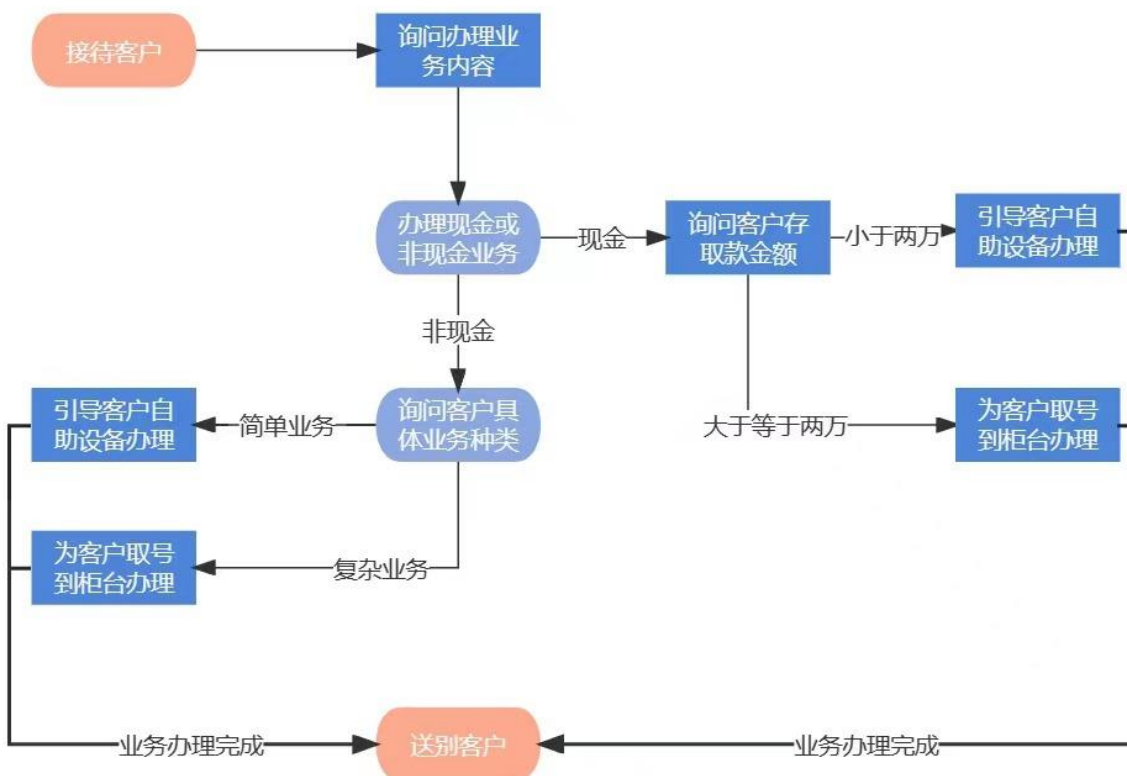 接待客户
询问办理业
务内容
办理现金或
非现金业务
现金
询问客户存
取款金额
小于两万
引导客户自
助设备办理
非现金
引导客户自
助设备办理
简单业务
询问客户具
体业务种类
大于等于两万
为客户取号
到柜台办理
为客户取号
到柜台办理
复杂业务
业务办理完成
送别客户
业务办理完成